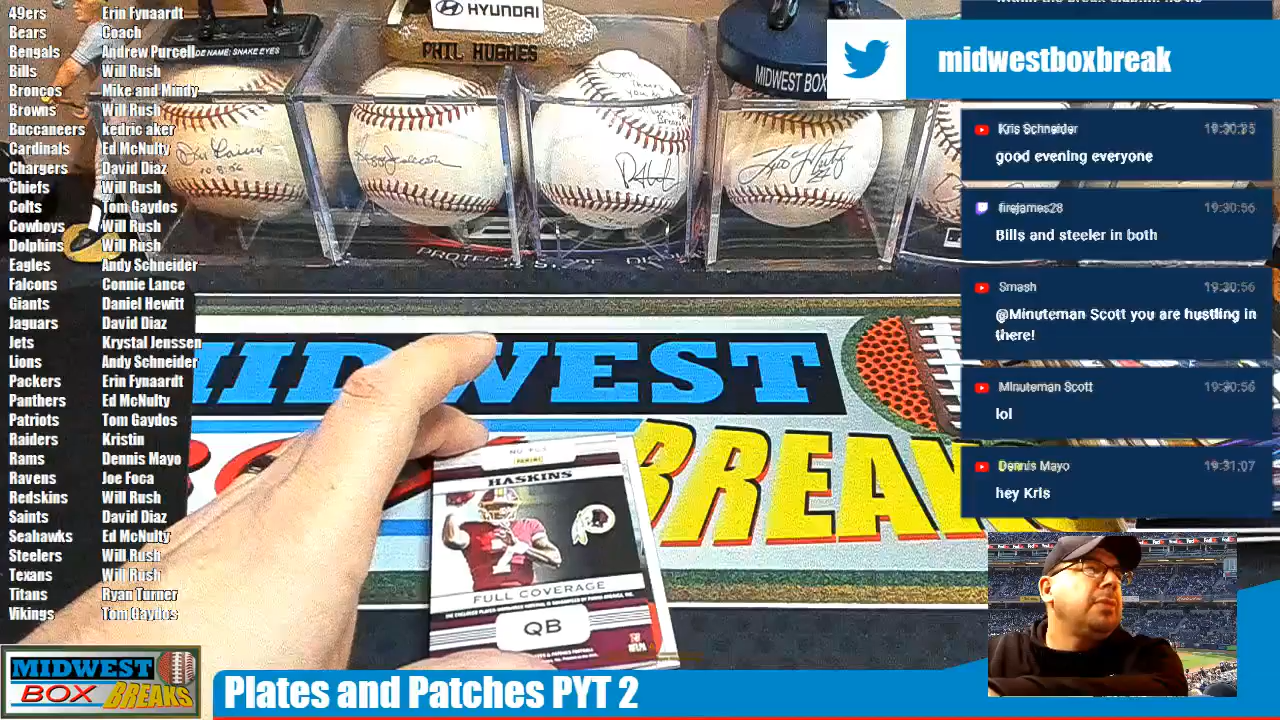 49ers Erin Fynaardt
Bears Coach
Bengals Andrew Purcell
Bills Will Rush
Broncos Mike and Mindy
Browns Will Rush
Buccaneers kedric aker
Cardinals Ed McNulty
Chargers David Diaz
Chiefs Will Rush
Colts Tom Gaydos
Cowboys Will Rush
Dolphins Will Rush
Eagles Andy Schneider
Falcons Connie Lance
Giants Daniel Hewitt
Jaguars David Diaz
Jets Krystal Jenssen
Lions Andy Schneider
Packers Erin Fynaardt
Panthers Ed McNulty
Patriots Tom Gaydos
Raiders Kristin
Rams Dennis Mayo
Ravens Joe Foca
Redskins Will Rush
Saints David Diaz
Seahawks Ed McNulty
Steelers Will Rush
Texans Will Rush
Titans Ryan Turner
Vikings Tom Gaydos
CODE NAME: SNAKE EYES
HYUNDAI
PHIL HUGHES
MIDWEST BOX
midwestboxbreak
Kris Schneider 19:30:35
good evening everyone
firejames28 19:30:56
Bills and steeler in both
Smash 19:30:56
@Minuteman Scott you are hustling in
there!
Minuteman Scott 19:30:56
lol
Dennis Mayo 19:31:07
hey Kris
MIDWEST
BREAK
PANINI
HASKINS
FULL COVERAGE
QB
MIDWEST
BOX BREAKS
Plates and Patches PYT 2